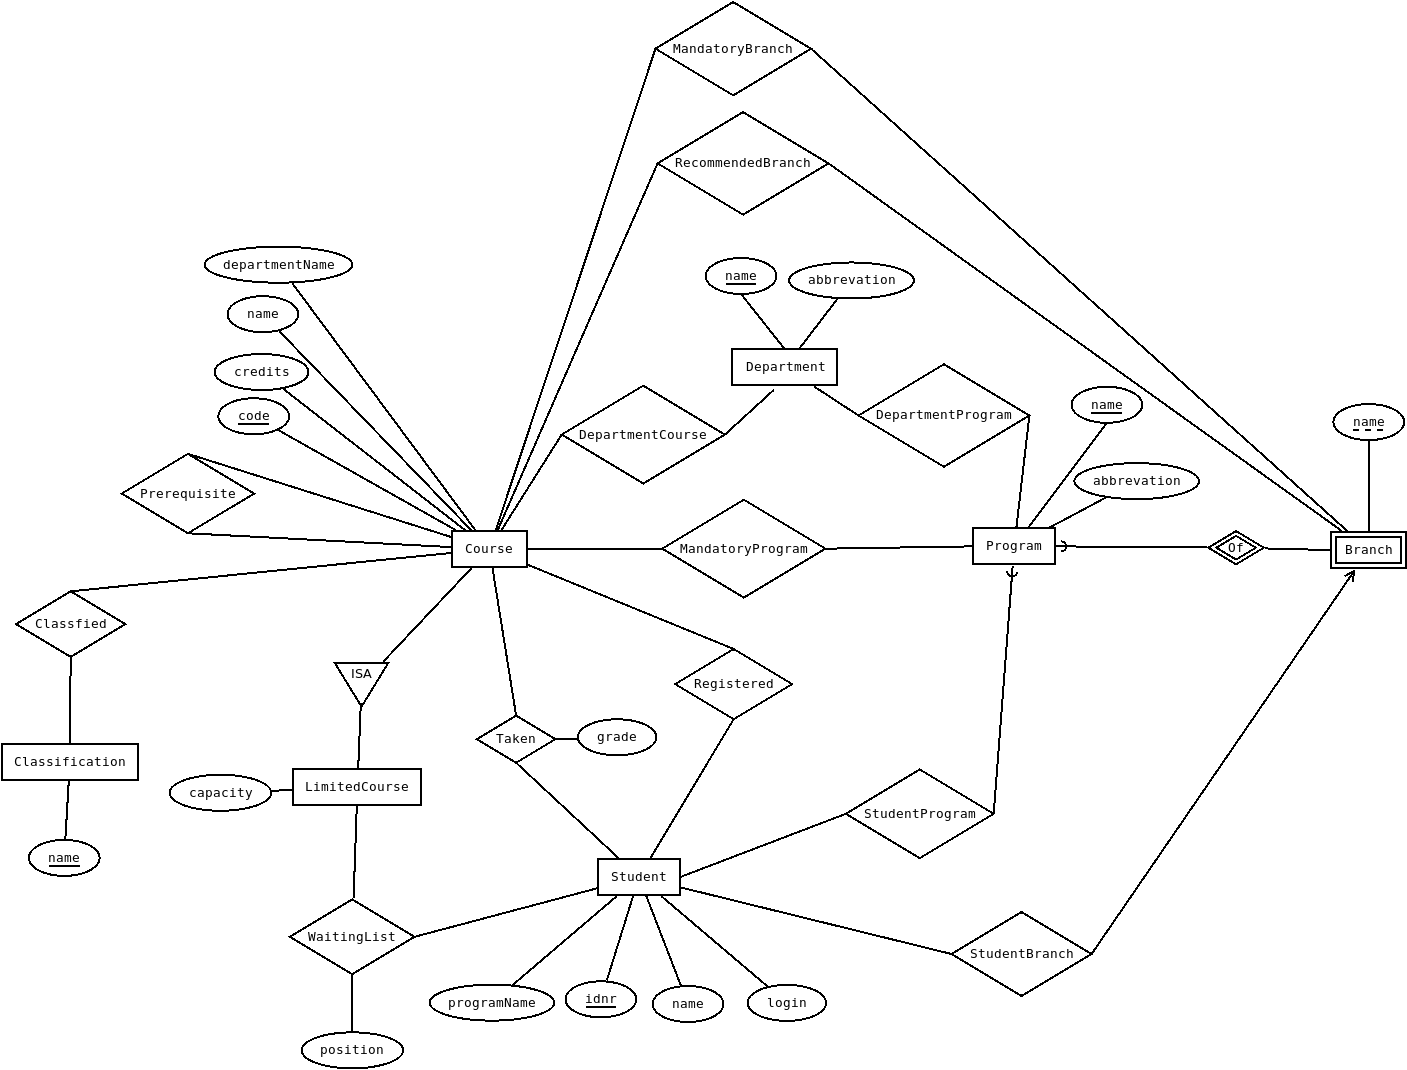 MandatoryBranch
RecommendedBranch
departmentName
name
abbrevation
name
credits
Department
code
name
DepartmentProgram
name
DepartmentCourse
abbrevation
Prerequisite
Course
MandatoryProgram
Program
Of
Branch
Classfied
ISA
Registered
Taken
grade
Classification
LimitedCourse
capacity
StudentProgram
name
Student
WaitingList
StudentBranch
programName
idnr
name
login
position